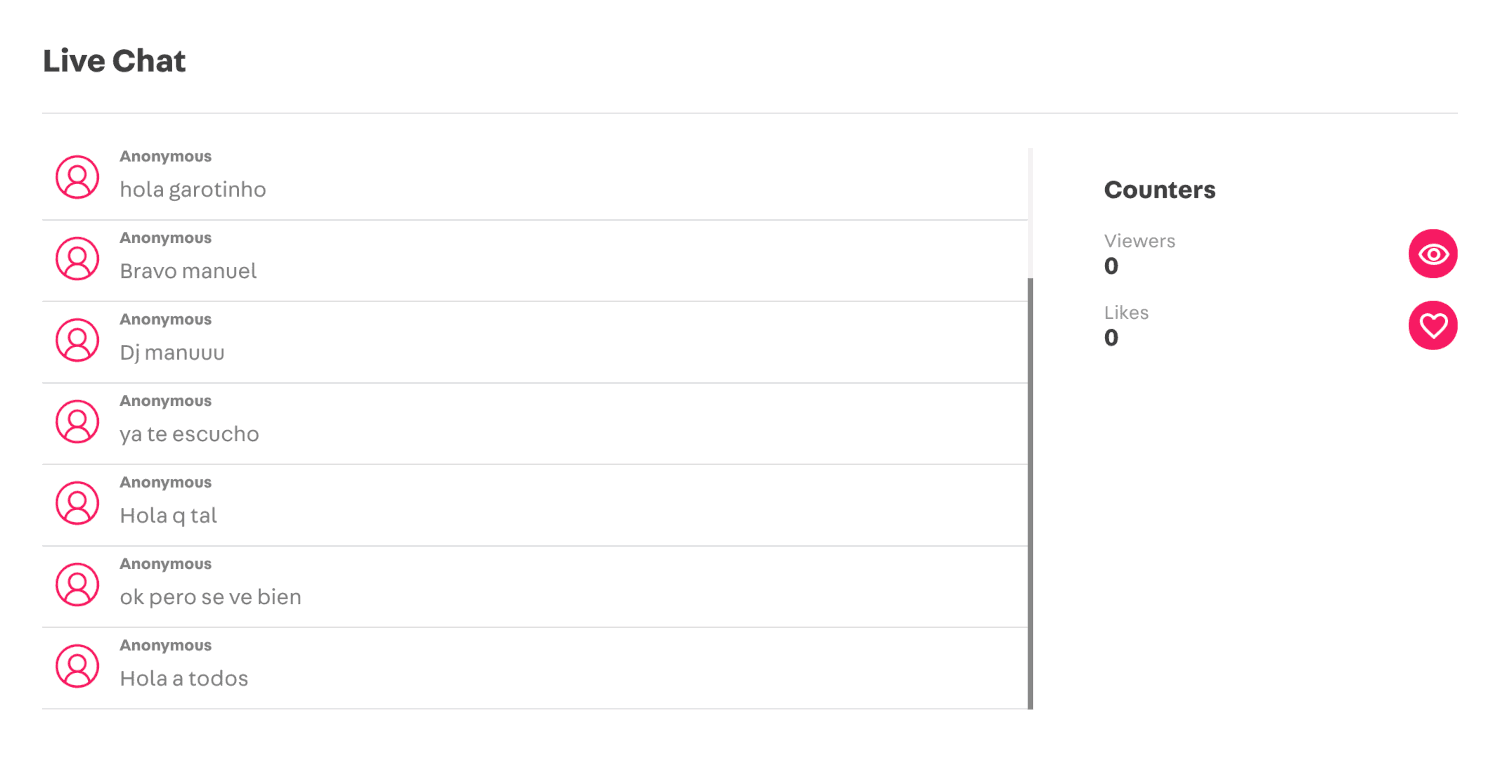 Live Chat
Anonymous
hola garotinho
Anonymous
Bravo manuel
Anonymous
Dj manuuu
Anonymous
ya te escucho
Anonymous
Hola q tal
Anonymous
ok pero se ve bien
Anonymous
Hola a todos
Counters
Viewers
0
Likes
0